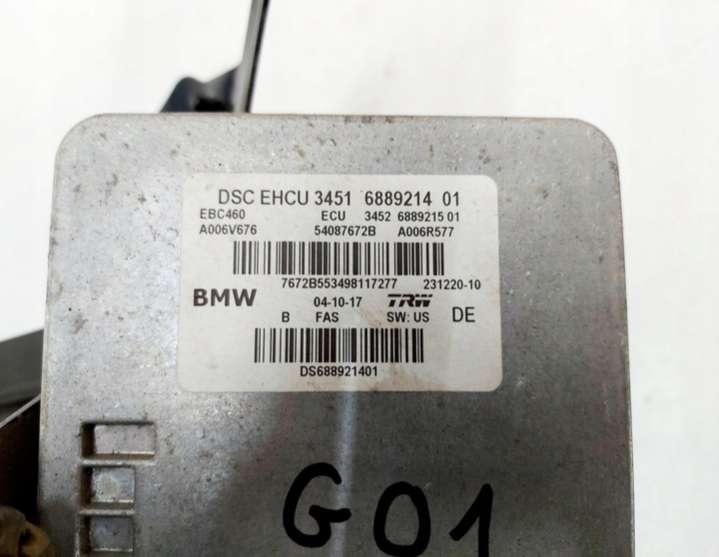 DSC EHCU 3451 6889214 01
EBC460 ECU 3452 6889215 01
A006V676 54087672B A006R577
7672B553498117277 231220-10
BMW 04-10-17 TRW
B FAS SW: US DE
DS688921401
G01